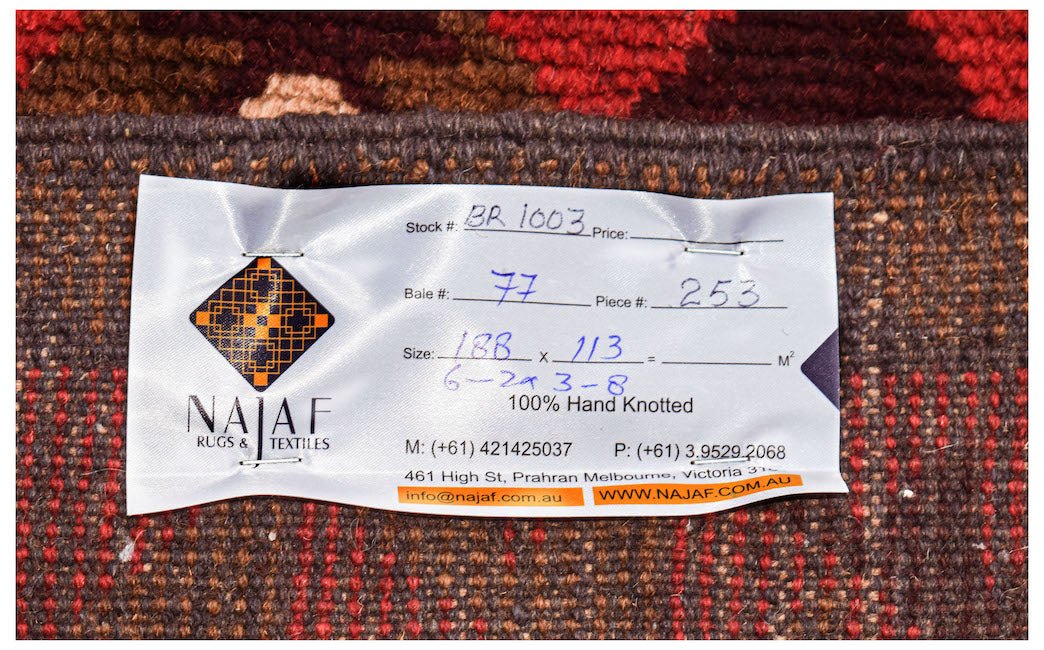 Stock #: BR 1003 Price:
Bale #: 77 Piece #: 253
Size: 188 x 113 = M²
6-2x 3-8
100% Hand Knotted
NAJAF
RUGS & TEXTILES
M: (+61) 421425037 P: (+61) 3.9529.2068
461 High St, Prahran Melbourne, Victoria
info@najaf.com.au WWW.NAJAF.COM.AU